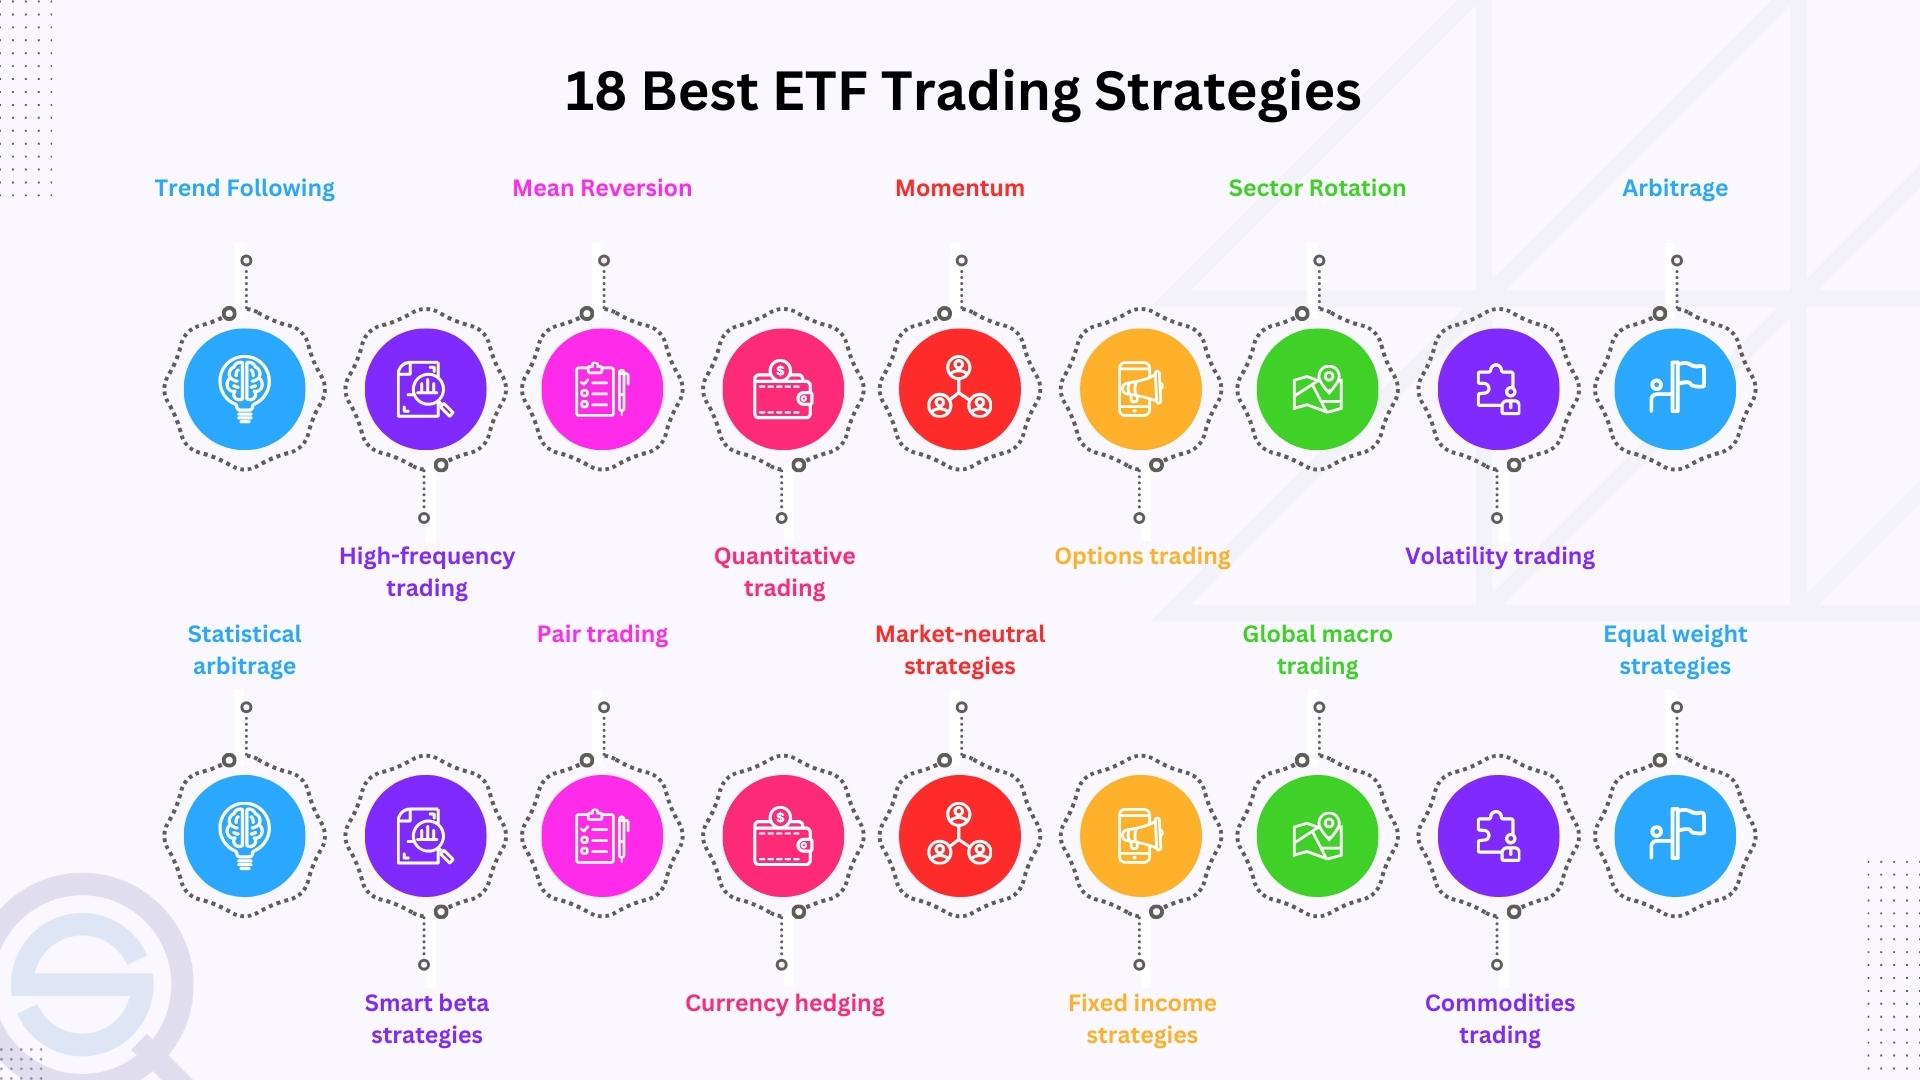 18 Best ETF Trading Strategies
Trend Following
Mean Reversion
Momentum
Sector Rotation
Arbitrage
High-frequency
trading
Quantitative
trading
Options trading
Volatility trading
Statistical
arbitrage
Pair trading
Market-neutral
strategies
Global macro
trading
Equal weight
strategies
Smart beta
strategies
Currency hedging
Fixed income
strategies
Commodities
trading